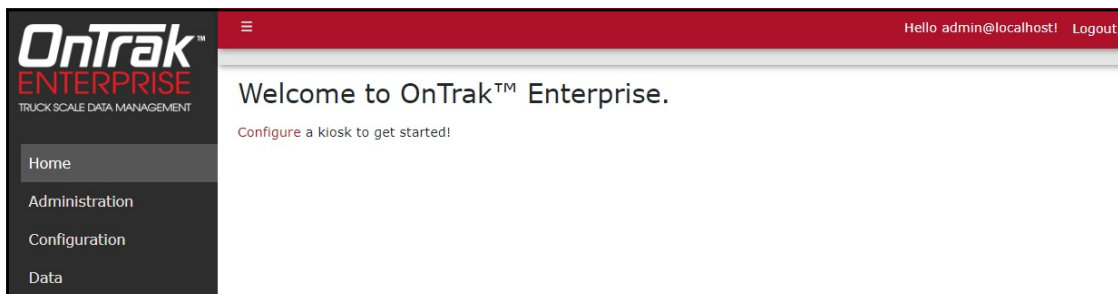 OnTrak™
ENTERPRISE
TRUCK SCALE DATA MANAGEMENT
☰
Hello admin@localhost! Logout
Welcome to OnTrak™ Enterprise.
Configure a kiosk to get started!
Home
Administration
Configuration
Data